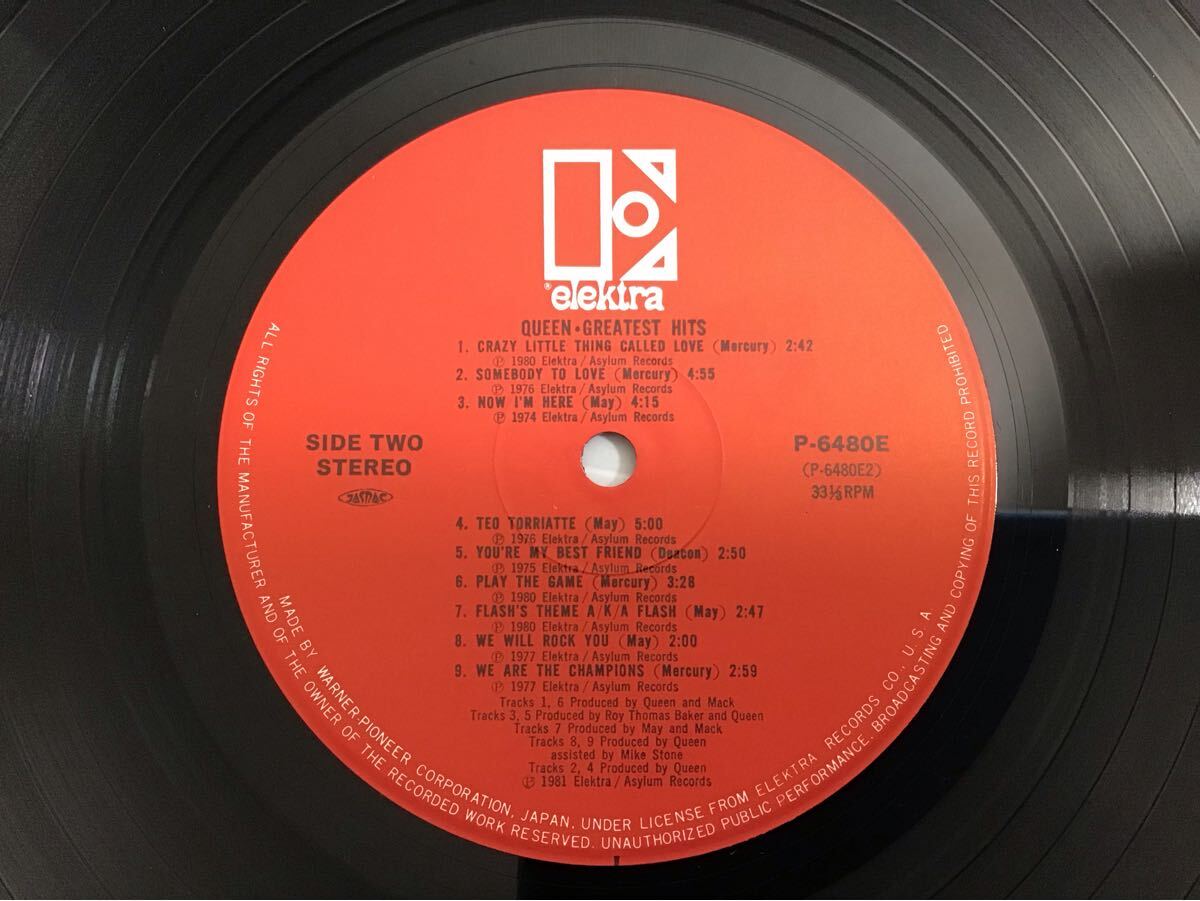 ® elektra
QUEEN • GREATEST HITS
1. CRAZY LITTLE THING CALLED LOVE (Mercury) 2:42
Ⓟ 1980 Elektra / Asylum Records
2. SOMEBODY TO LOVE (Mercury) 4:55
Ⓟ 1976 Elektra / Asylum Records
3. NOW I'M HERE (May) 4:15
Ⓟ 1974 Elektra / Asylum Records
SIDE TWO
STEREO
JASRAC
P-6480E
(P-6480E2)
33⅓RPM
4. TEO TORRIATTE (May) 5:00
Ⓟ 1976 Elektra / Asylum Records
5. YOU'RE MY BEST FRIEND (Deacon) 2:50
Ⓟ 1975 Elektra / Asylum Records
6. PLAY THE GAME (Mercury) 3:28
Ⓟ 1980 Elektra / Asylum Records
7. FLASH'S THEME A/K/A FLASH (May) 2:47
Ⓟ 1980 Elektra / Asylum Records
8. WE WILL ROCK YOU (May) 2:00
Ⓟ 1977 Elektra / Asylum Records
9. WE ARE THE CHAMPIONS (Mercury) 2:59
Ⓟ 1977 Elektra / Asylum Records
Tracks 1, 6 Produced by Queen and Mack
Tracks 3, 5 Produced by Roy Thomas Baker and Queen
Tracks 7 Produced by May and Mack
Tracks 8, 9 Produced by Queen
assisted by Mike Stone
Tracks 2, 4 Produced by Queen
Ⓟ 1981 Elektra / Asylum Records
MADE BY WARNER-PIONEER CORPORATION, JAPAN, UNDER LICENSE FROM ELEKTRA RECORDS CO., U. S. A
ALL RIGHTS OF THE MANUFACTURER AND OF THE OWNER OF THE RECORDED WORK RESERVED. UNAUTHORIZED PUBLIC PERFORMANCE. BROADCASTING AND COPYING OF THIS RECORD PROHIBITED